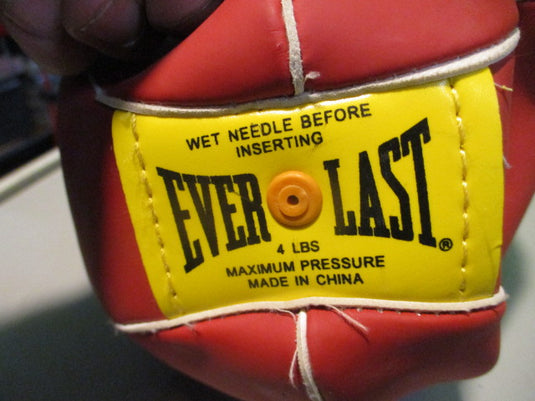 WET NEEDLE BEFORE
INSERTING
EVER LAST®
4 LBS
MAXIMUM PRESSURE
MADE IN CHINA